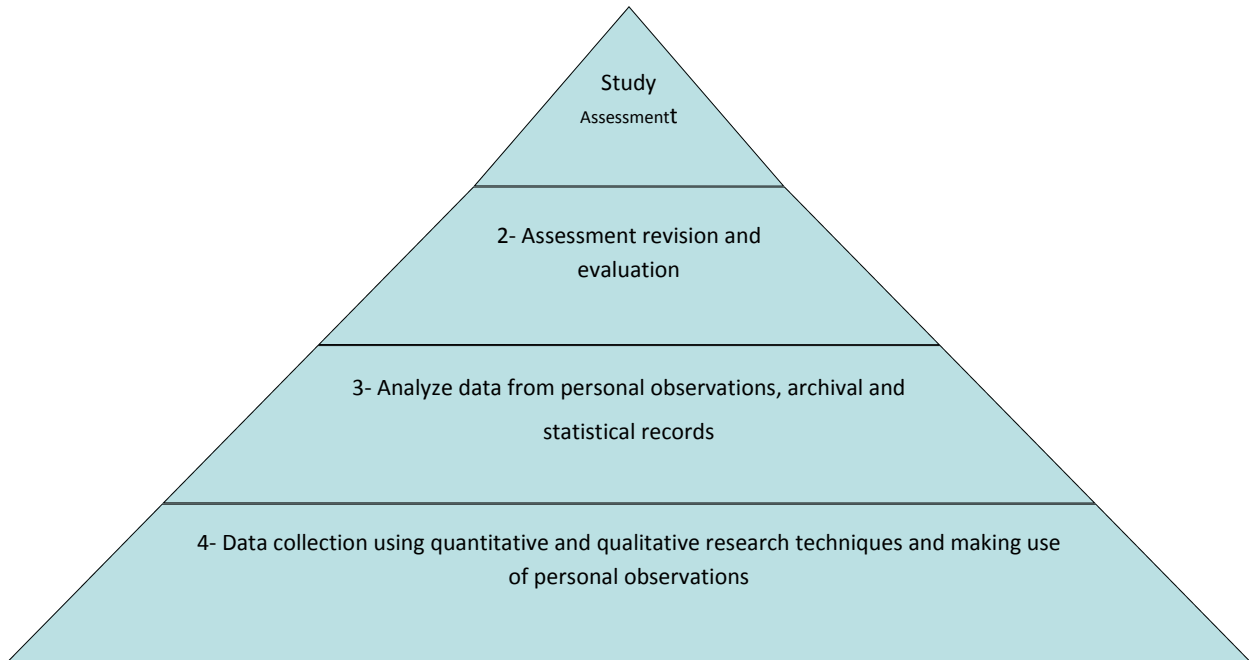 Study
Assessmentt
2- Assessment revision and
evaluation
3- Analyze data from personal observations, archival and
statistical records
4- Data collection using quantitative and qualitative research techniques and making use
of personal observations